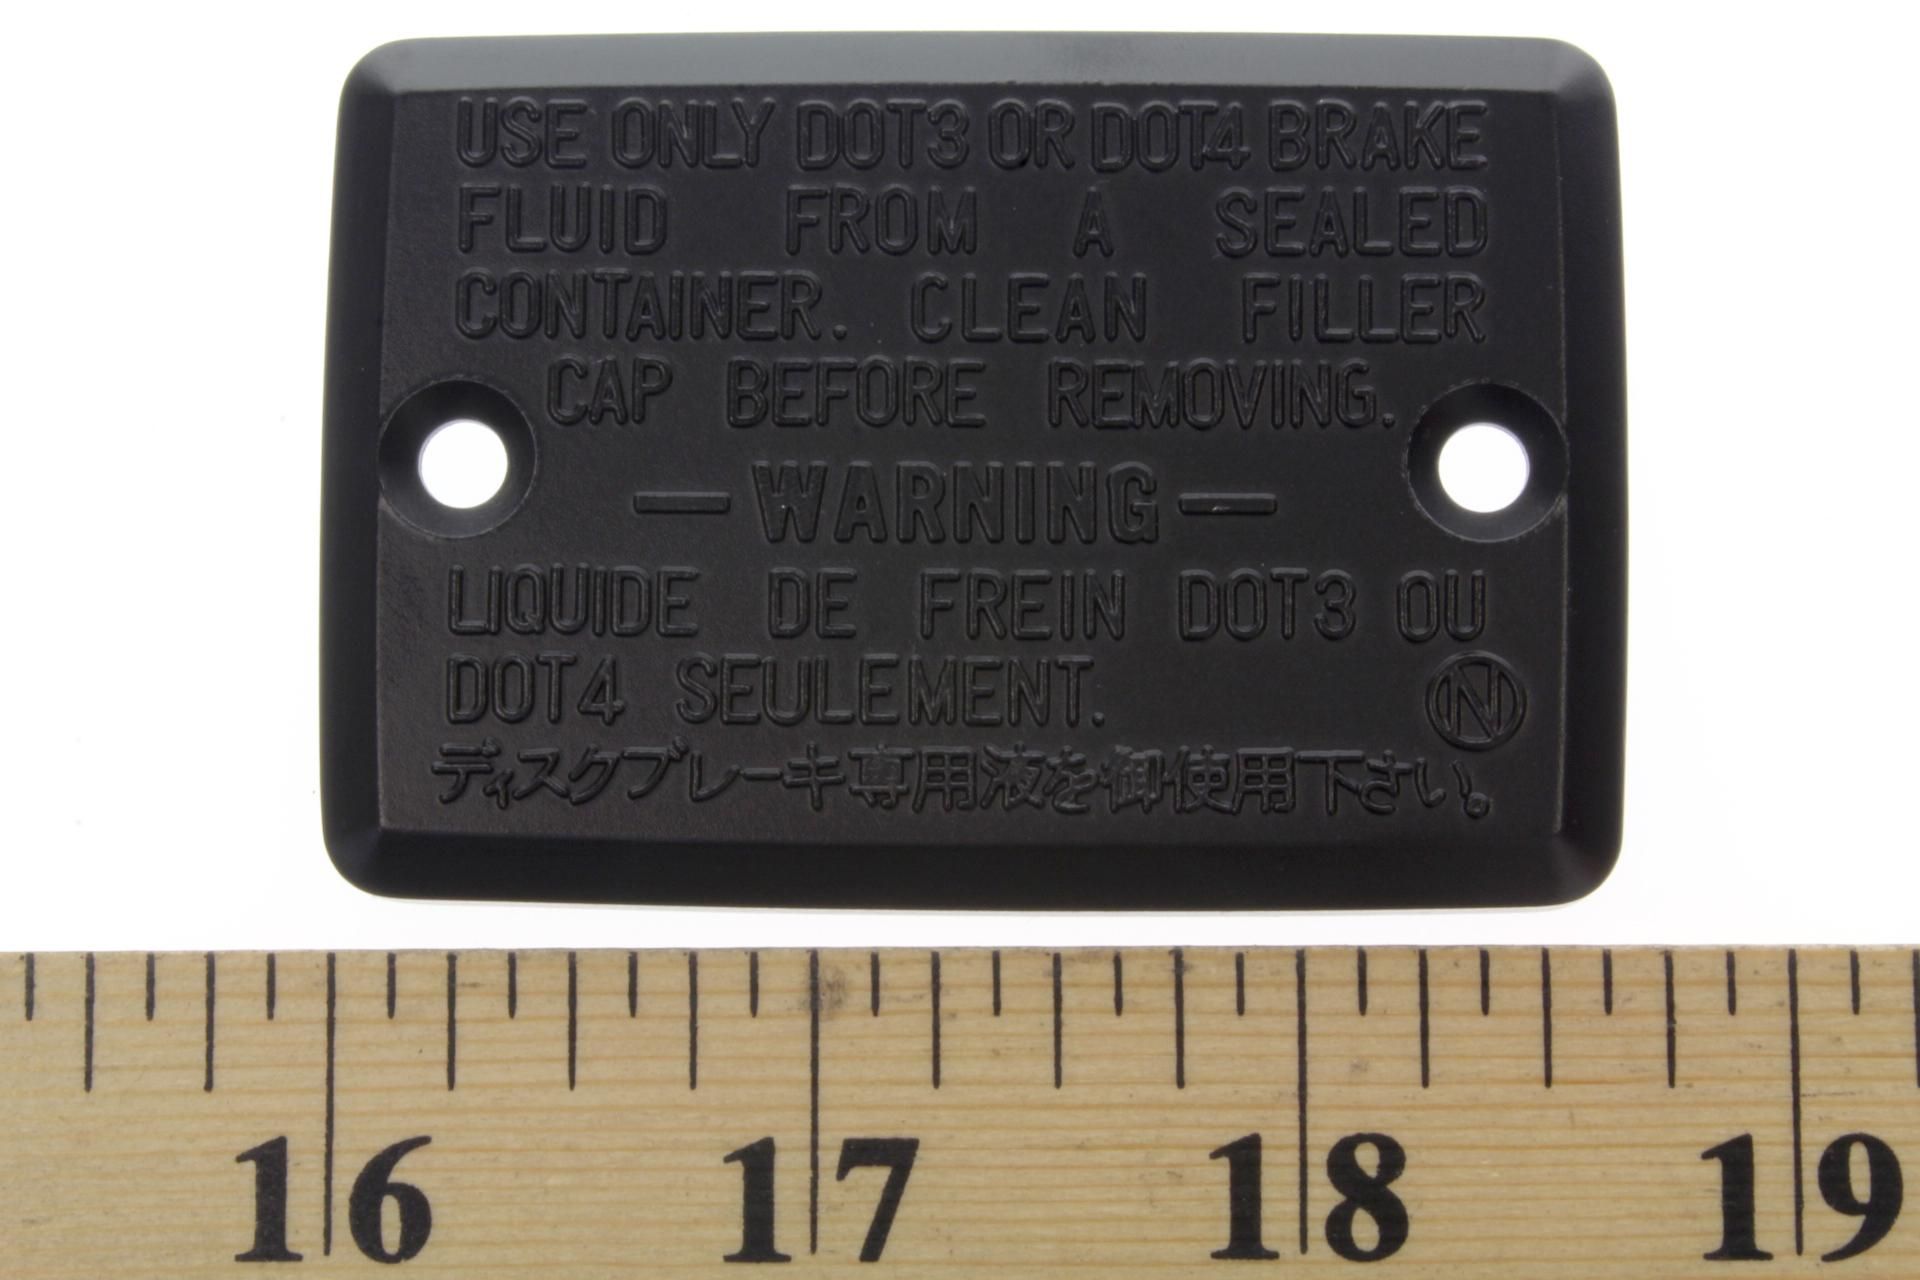 USE ONLY DOT3 OR DOT4 BRAKE
FLUID FROM A SEALED
CONTAINER. CLEAN FILLER
CAP BEFORE REMOVING.
— WARNING —
LIQUIDE DE FREIN DOT3 OU
DOT4 SEULEMENT.
N
ディスクブレーキ専用液を御使用下さい。
16 17 18 19